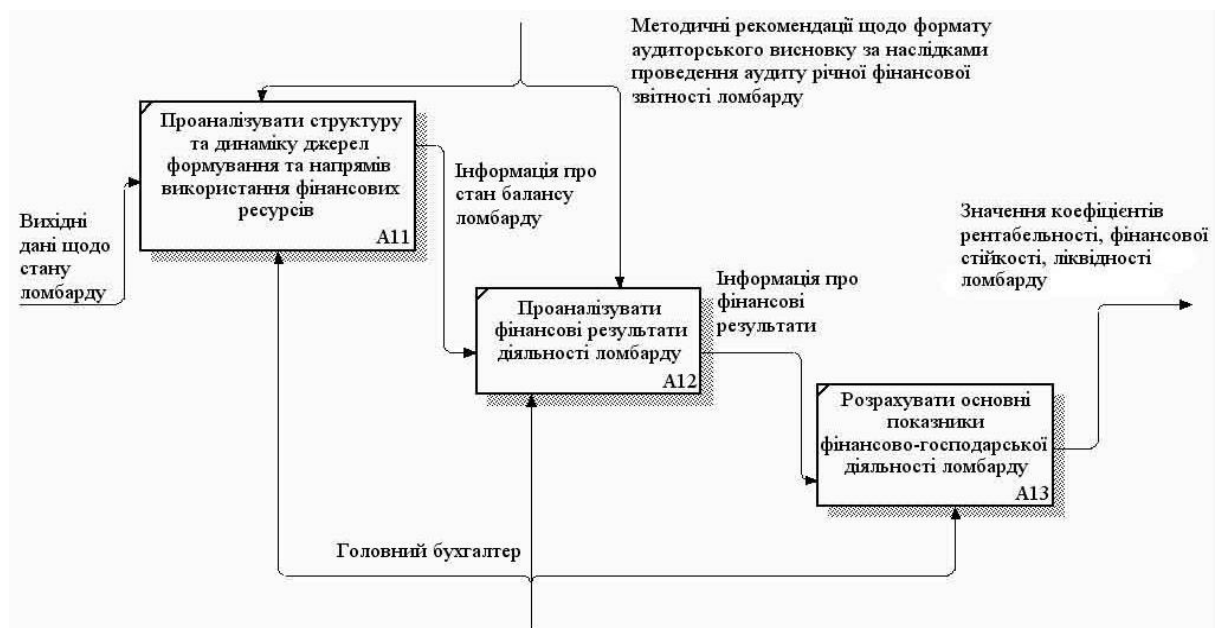 Методичні рекомендації щодо формату
аудиторського висновку за наслідками
проведення аудиту річної фінансової
звітності ломбарду
Проаналізувати структуру
та динаміку джерел
формування та напрямів
використання фінансових
ресурсів
А11
Інформація про
стан балансу
ломбарду
Вихідні
дані щодо
стану
ломбарду
Значення коефіцієнтів
рентабельності, фінансової
стійкості, ліквідності
ломбарду
Проаналізувати
фінансові результати
діяльності ломбарду
А12
Інформація про
фінансові
результати
Розрахувати основні
показники
фінансово-господарської
діяльності ломбарду
А13
Головний бухгалтер